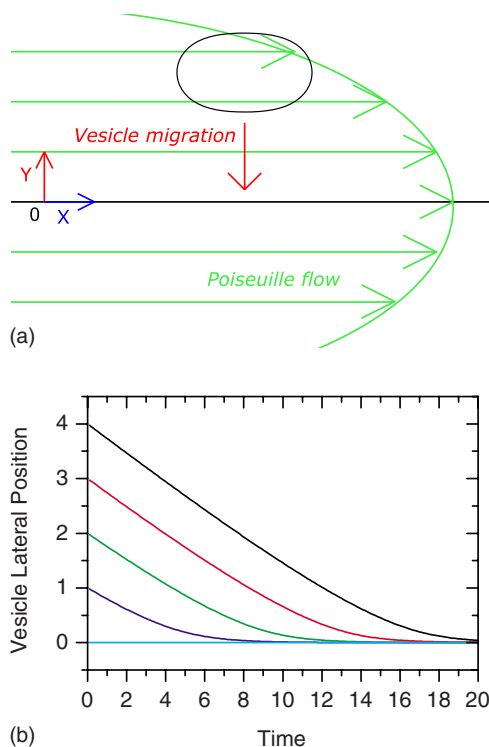 Vesicle migration
Y
0
X
Poiseuille flow
(a)
4
3
2
1
0
Vesicle Lateral Position
0 2 4 6 8 10 12 14 16 18 20
Time
(b)